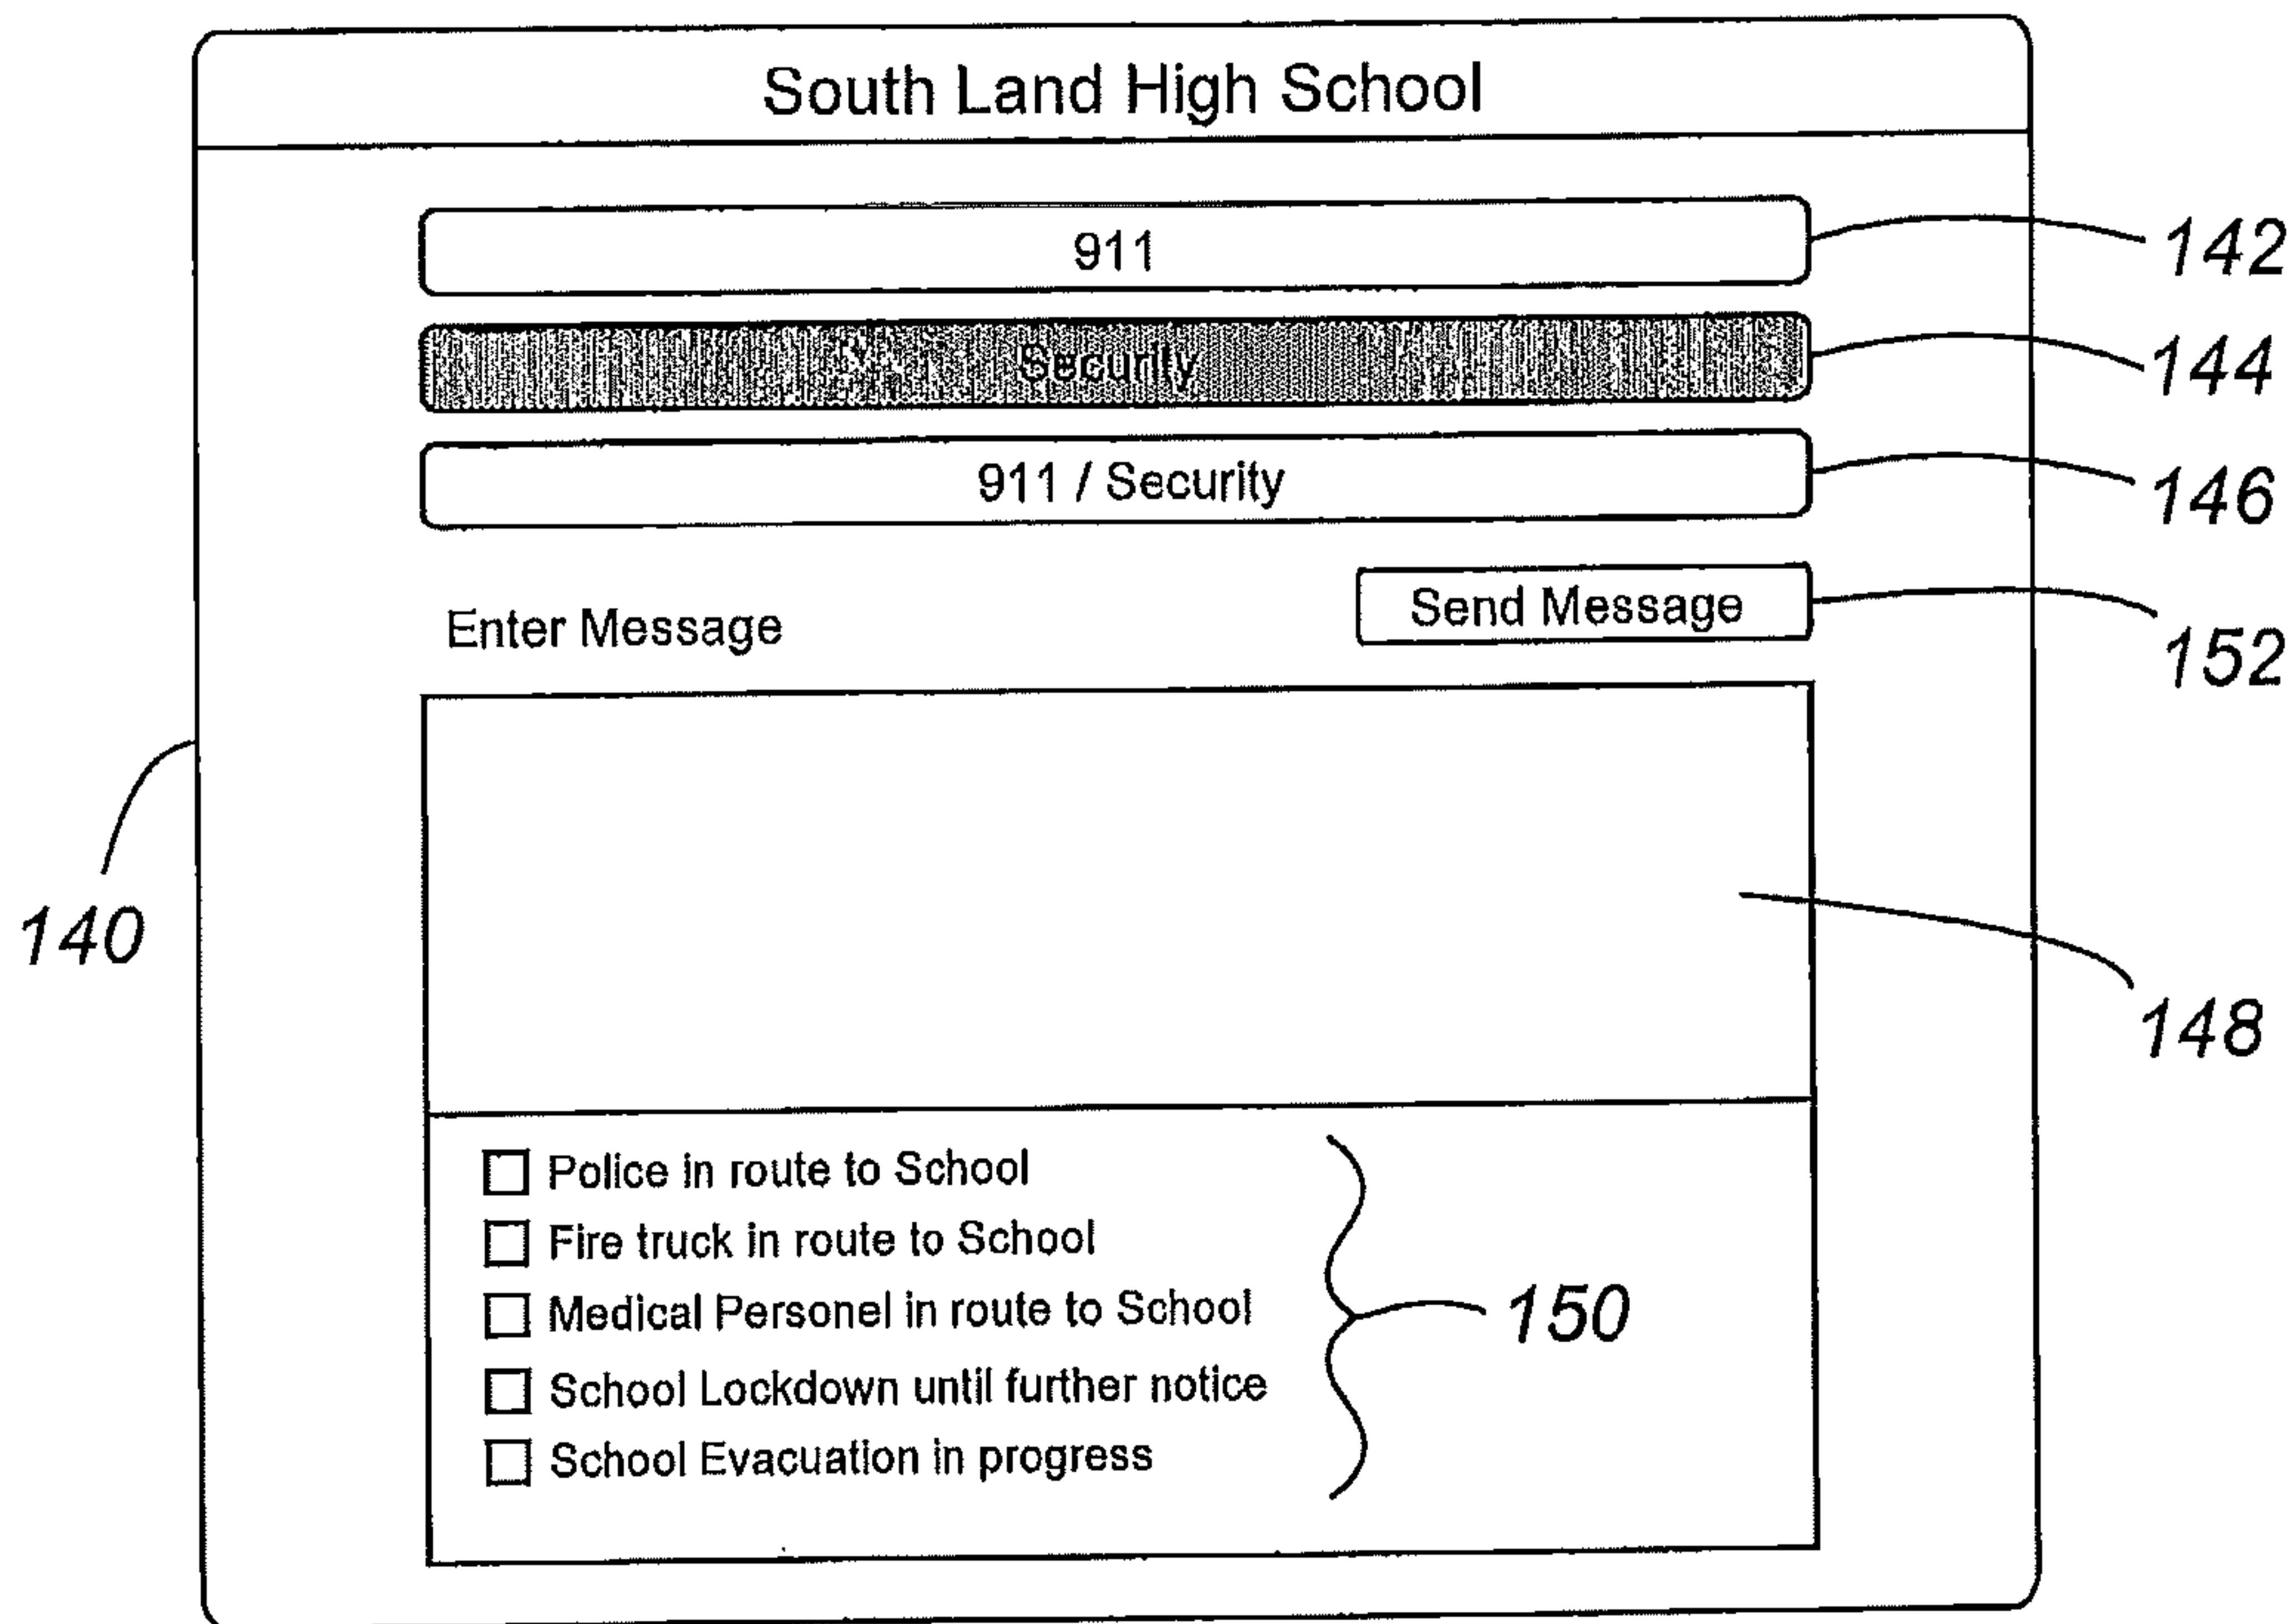 South Land High School
911
142
Security
144
911 / Security
146
Enter Message
Send Message
152
140
148
Police in route to School
Fire truck in route to School
Medical Personel in route to School
150
School Lockdown until further notice
School Evacuation in progress